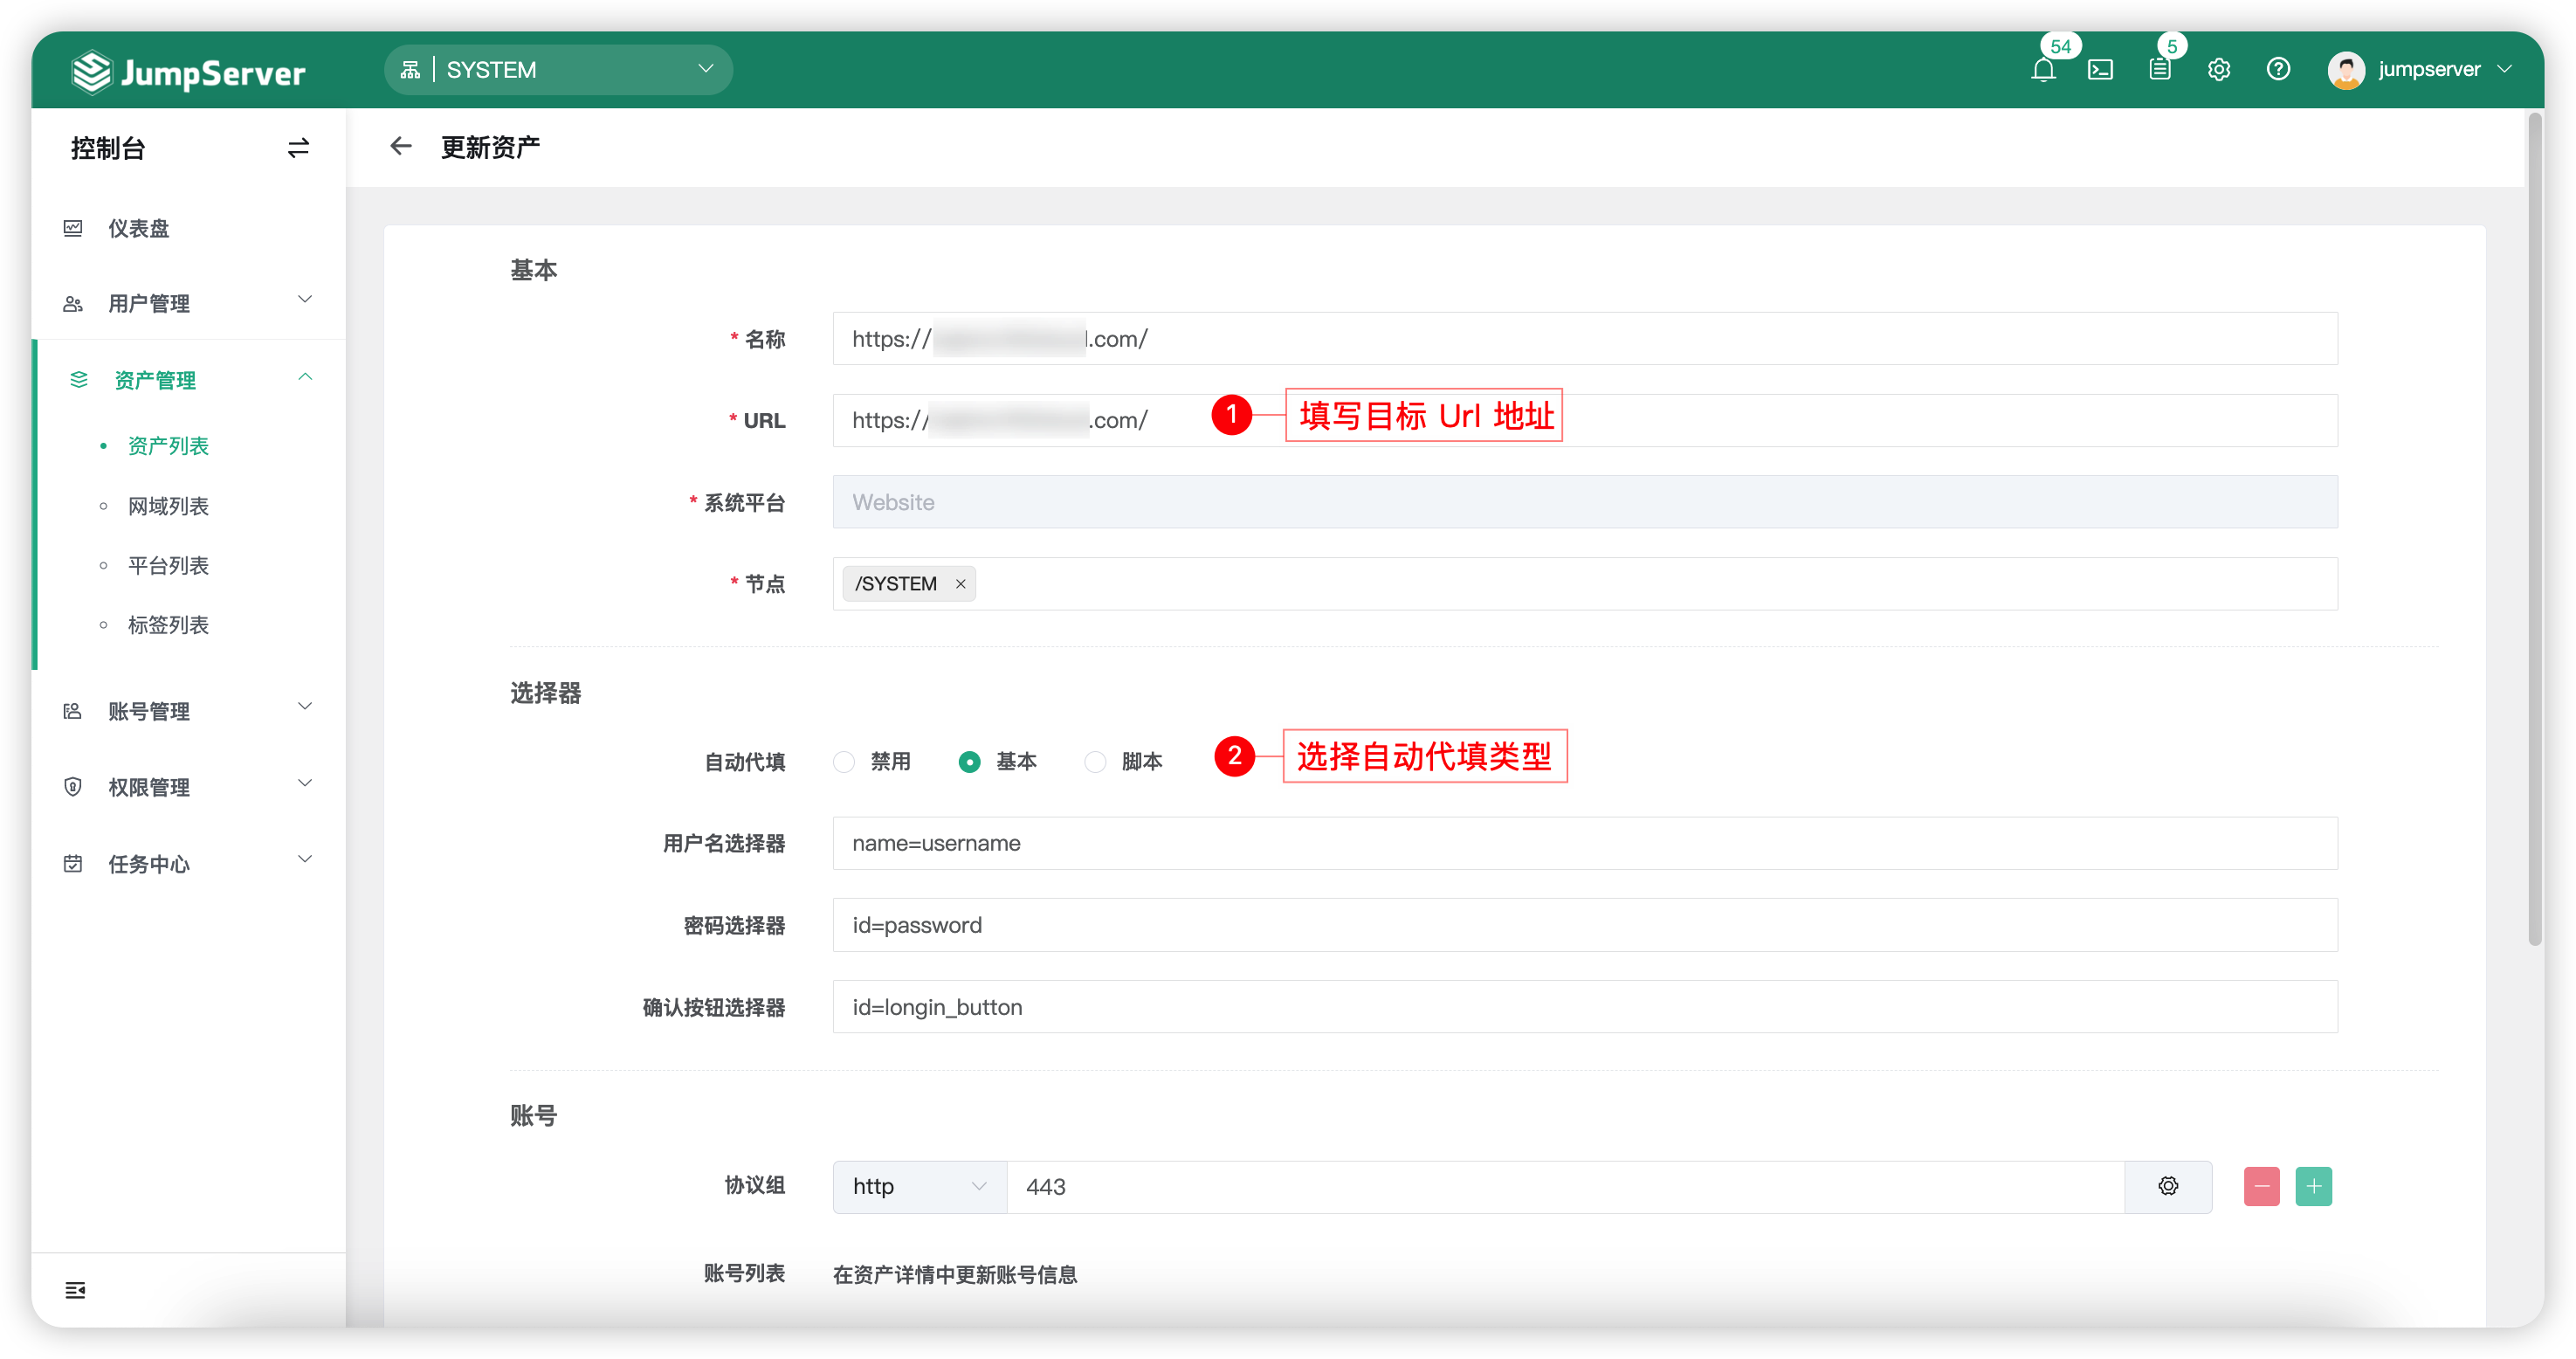 JumpServer
SYSTEM
54
5
jumpserver
控制台
更新资产
仪表盘
用户管理
资产管理
资产列表
网域列表
平台列表
标签列表
账号管理
权限管理
任务中心
基本
* 名称
https:// .com/
* URL
https:// .com/
1 填写目标 Url 地址
* 系统平台
Website
* 节点
/SYSTEM ×
选择器
自动代填
禁用
基本
脚本
2 选择自动代填类型
用户名选择器
name=username
密码选择器
id=password
确认按钮选择器
id=longin_button
账号
协议组
http
443
账号列表
在资产详情中更新账号信息